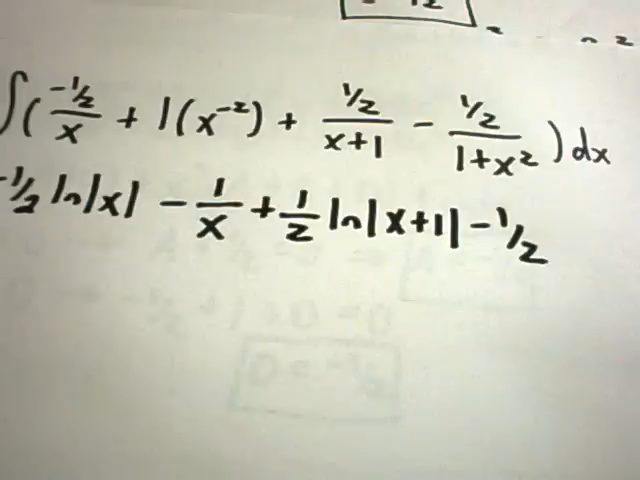 ∫( -1/2 / x + 1(x^-2) + 1/2 / x+1 - 1/2 / 1+x^2 ) dx
-1/2 ln|x| - 1/x + 1/2 ln|x+1| - 1/2